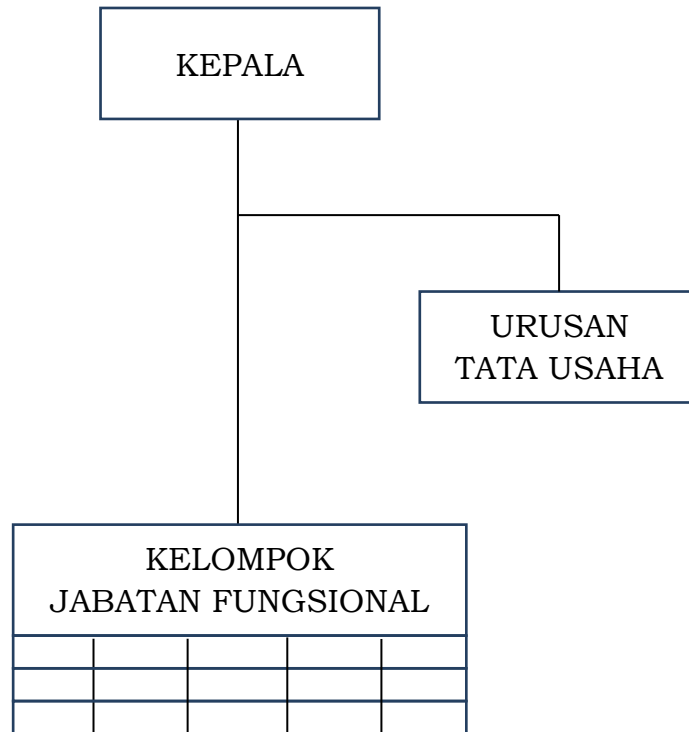 KEPALA
URUSAN
TATA USAHA
KELOMPOK
JABATAN FUNGSIONAL